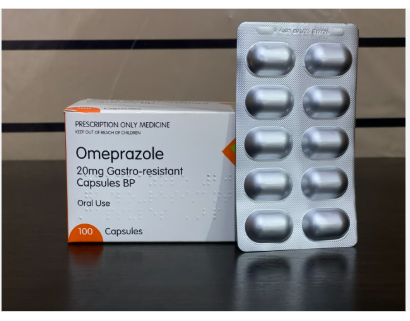 PRESCRIPTION ONLY MEDICINE
KEEP OUT OF REACH OF CHILDREN
Omeprazole
20mg Gastro-resistant
Capsules BP
Oral Use
100 Capsules